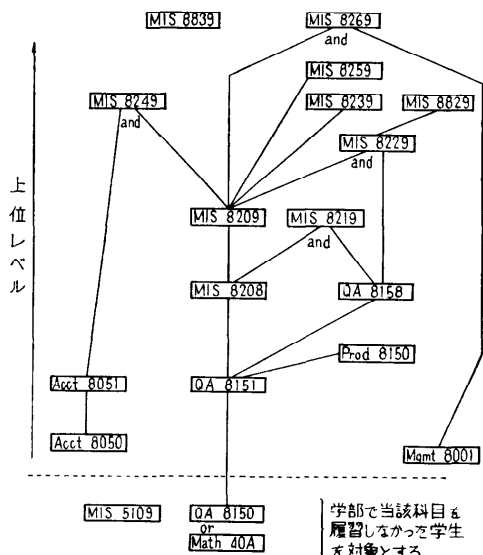 MIS 8839
MIS 8269
and
MIS 8259
MIS 8249
and
MIS 8239
MIS 8829
MIS 8229
and
上位レベル
MIS 8209
MIS 8219
and
MIS 8208
QA 8158
Prod 8150
Acct 8051
QA 8151
Acct 8050
Mgmt 8001
MIS 5109
QA 8150
or
Math 40A
学部で当該科目を
履習しなかった学生
を対象とする